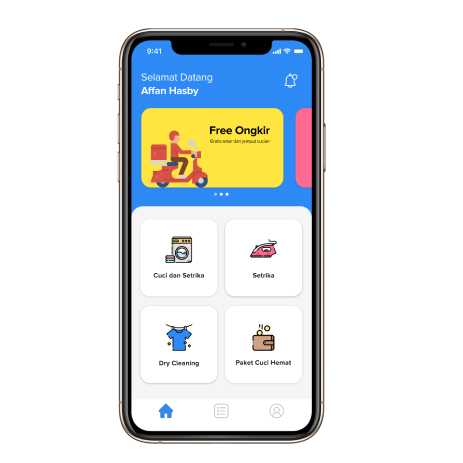 9:41
Selamat Datang
Affan Hasby
Free Ongkir
Gratis antar dan jemput cucian
Cuci dan Setrika
Setrika
Dry Cleaning
Paket Cuci Hemat